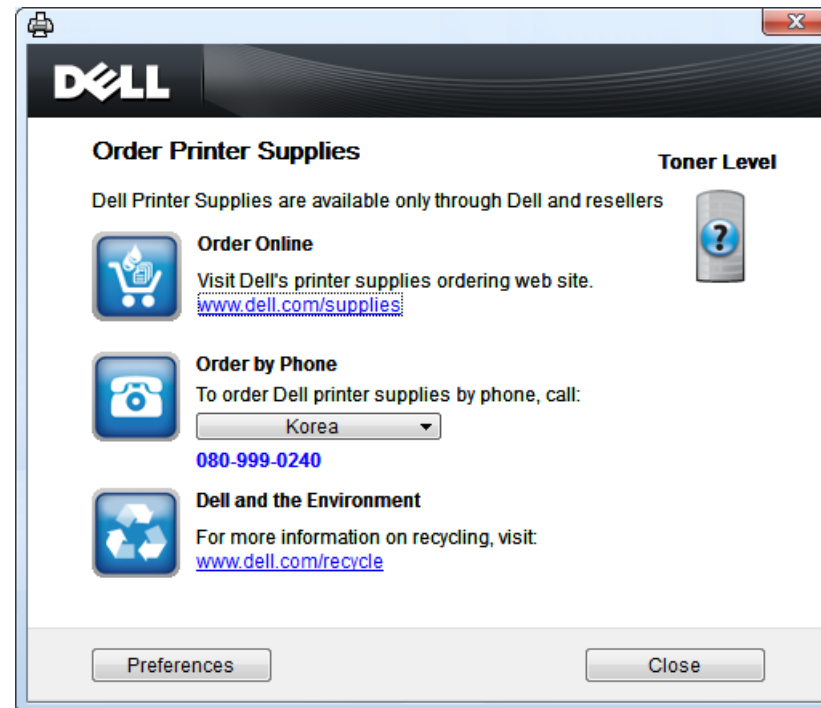 X
DELL
Order Printer Supplies
Toner Level
Dell Printer Supplies are available only through Dell and resellers
?
Order Online
Visit Dell's printer supplies ordering web site.
www.dell.com/supplies
Order by Phone
To order Dell printer supplies by phone, call:
Korea
080-999-0240
Dell and the Environment
For more information on recycling, visit:
www.dell.com/recycle
Preferences
Close